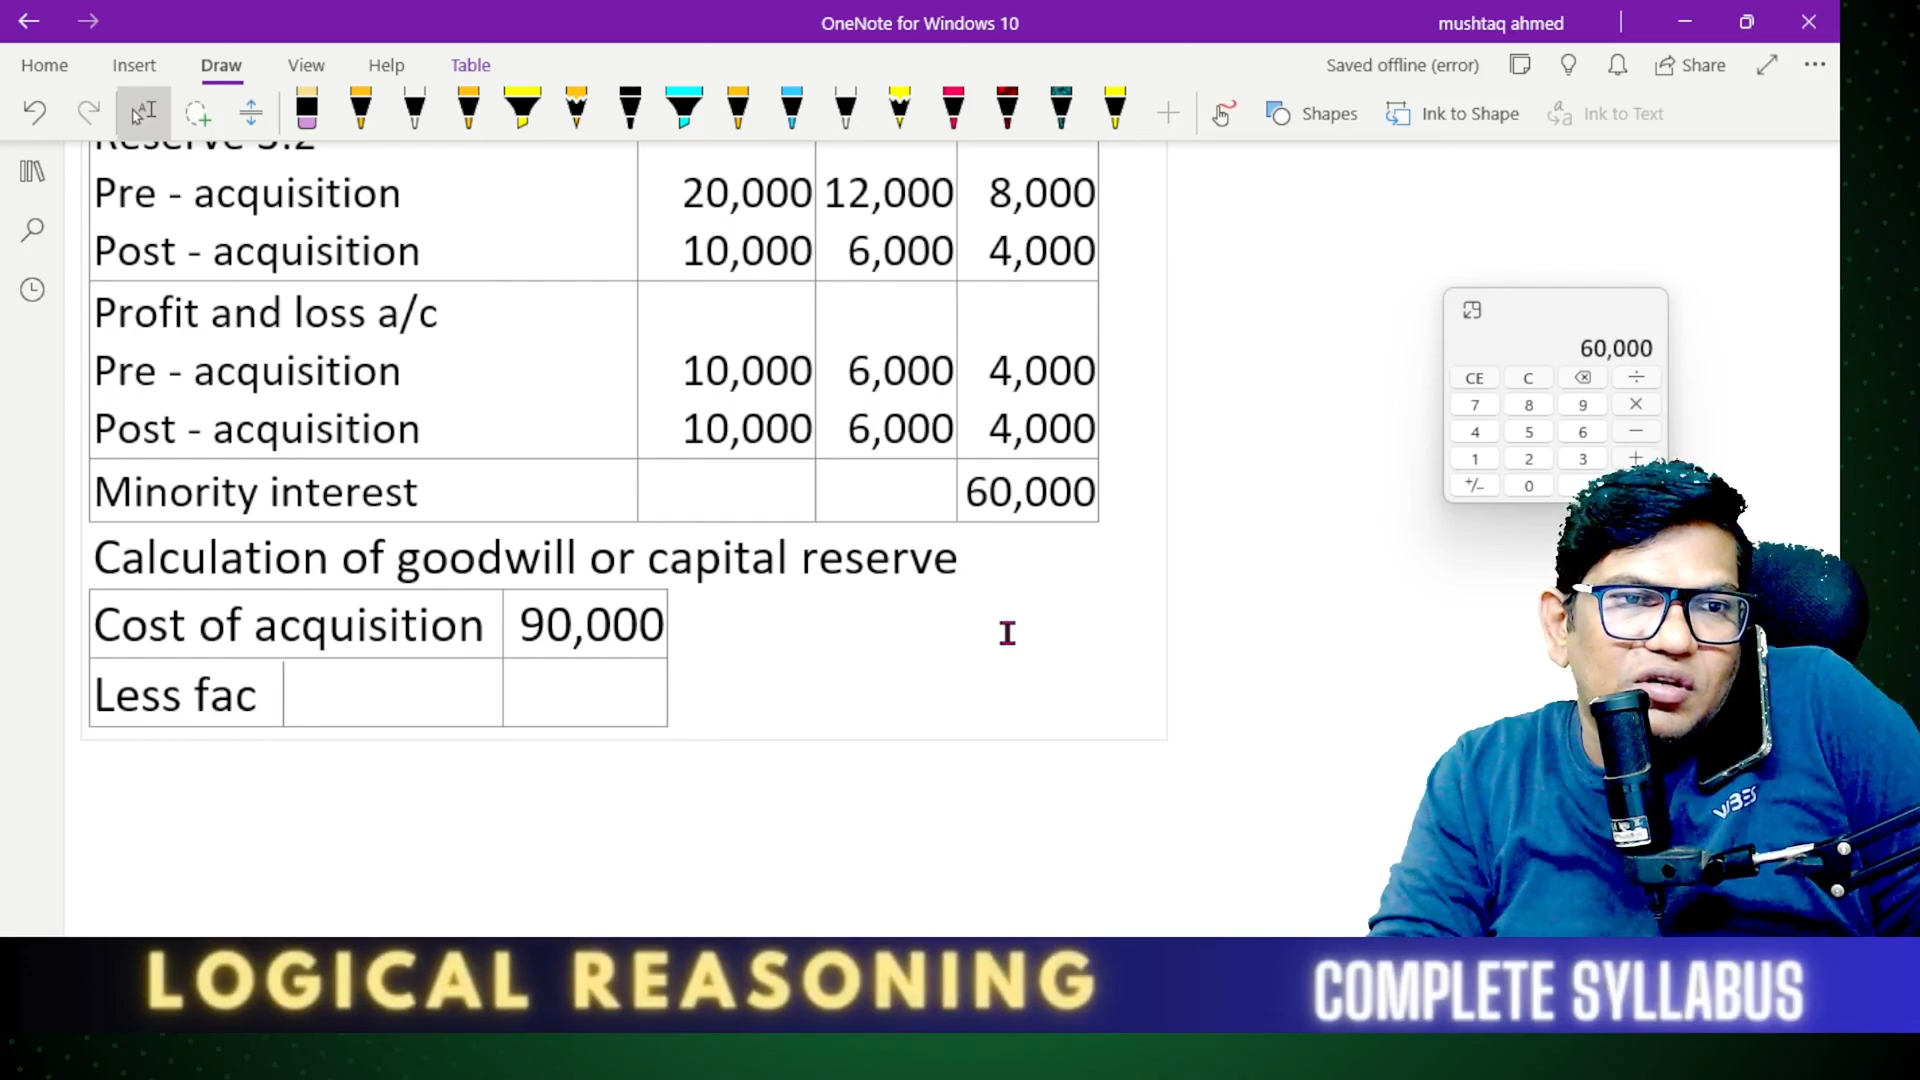 OneNote for Windows 10
mushtaq ahmed
Home Insert Draw View Help Table
Saved offline (error) Share
Shapes Ink to Shape Ink to Text
Reserve 3:2
Pre - acquisition 20,000 12,000 8,000
Post - acquisition 10,000 6,000 4,000
Profit and loss a/c
Pre - acquisition 10,000 6,000 4,000
Post - acquisition 10,000 6,000 4,000
Minority interest 60,000
Calculation of goodwill or capital reserve
Cost of acquisition 90,000
Less fac
60,000
CE C ÷
7 8 9 ×
4 5 6 −
1 2 3 +
+/− 0
LOGICAL REASONING
COMPLETE SYLLABUS